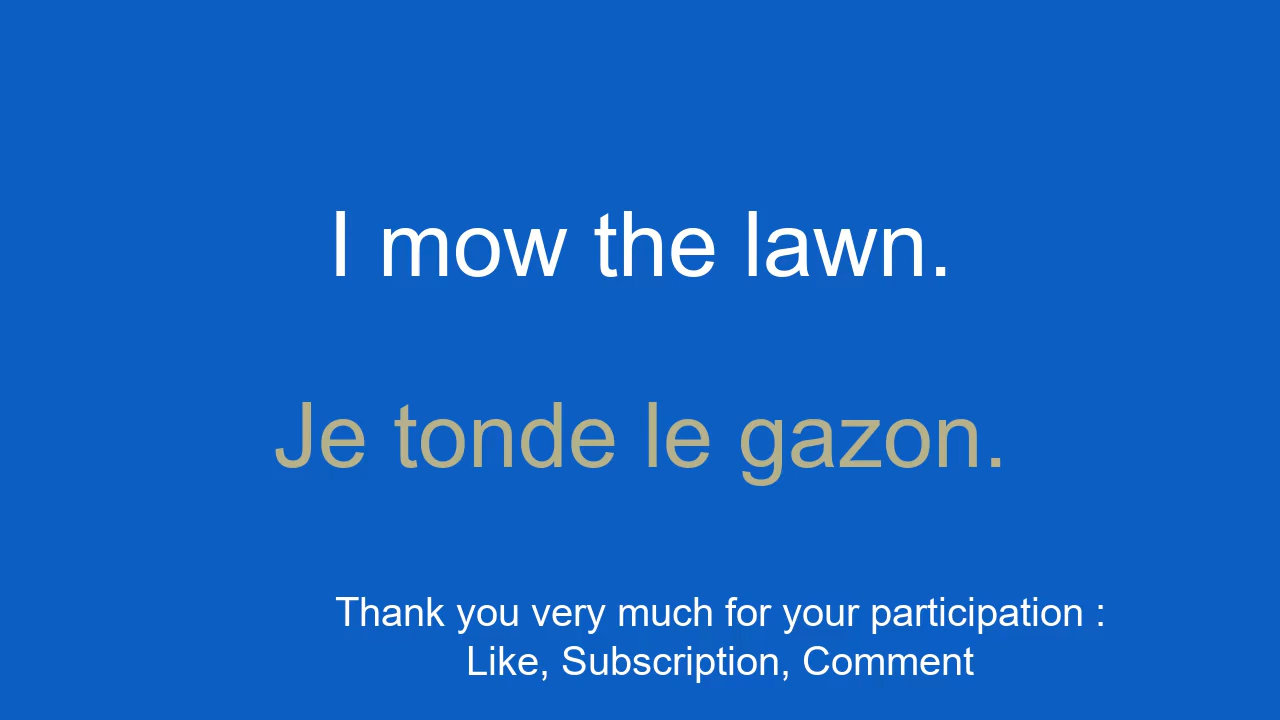 I mow the lawn.
Je tonde le gazon.
Thank you very much for your participation :
Like, Subscription, Comment